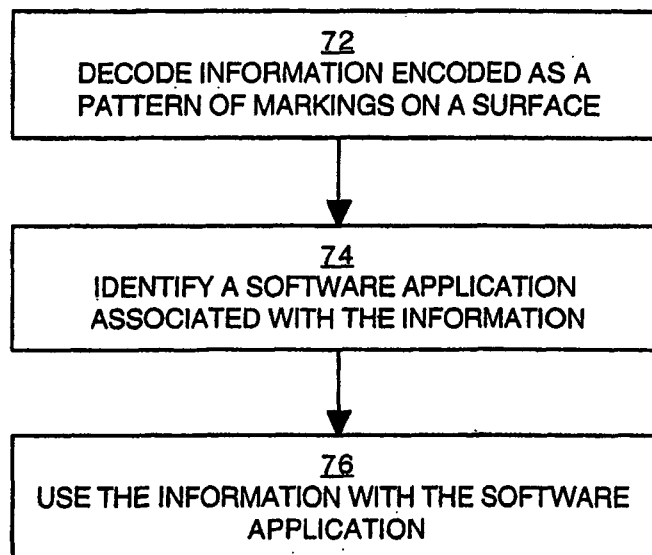 72
DECODE INFORMATION ENCODED AS A
PATTERN OF MARKINGS ON A SURFACE
74
IDENTIFY A SOFTWARE APPLICATION
ASSOCIATED WITH THE INFORMATION
76
USE THE INFORMATION WITH THE SOFTWARE
APPLICATION